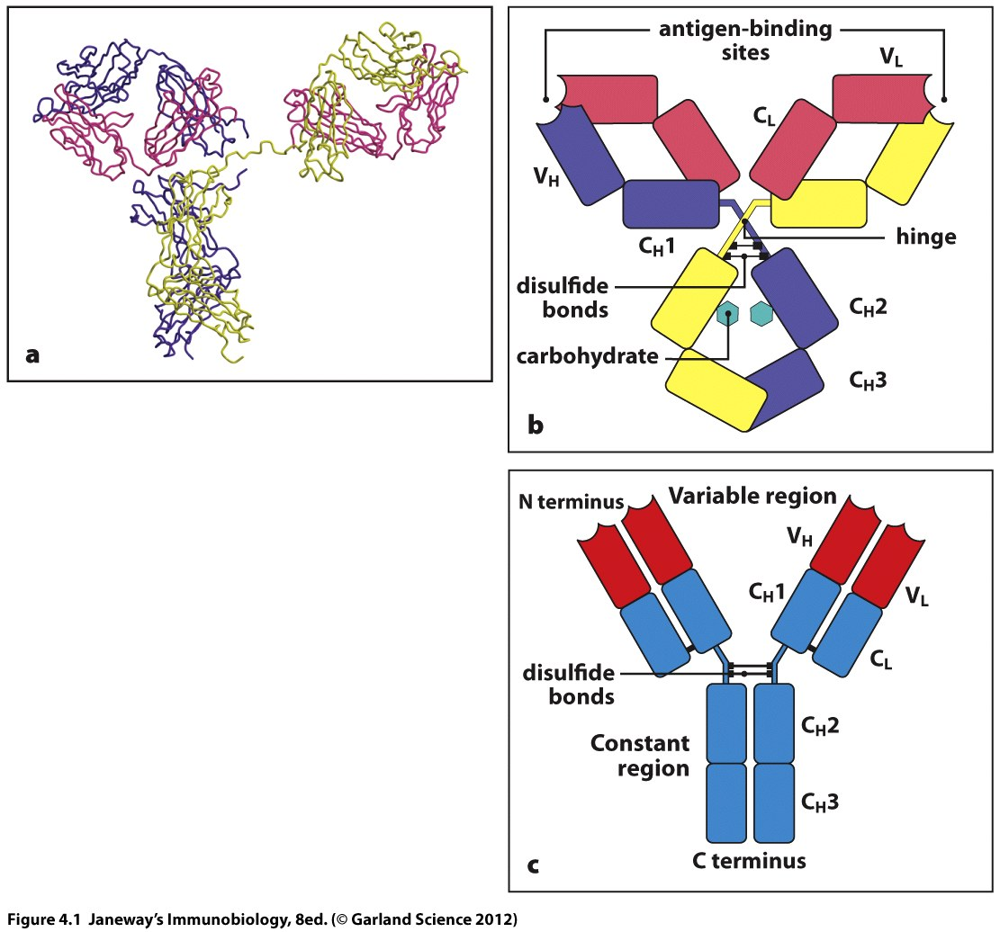 a
antigen-binding
sites
VL
CL
VH
CH1
hinge
disulfide
bonds
CH2
carbohydrate
CH3
b
N terminus
Variable region
VH
CH1
VL
CL
disulfide
bonds
CH2
Constant
region
CH3
C terminus
c
Figure 4.1 Janeway’s Immunobiology, 8ed. (© Garland Science 2012)